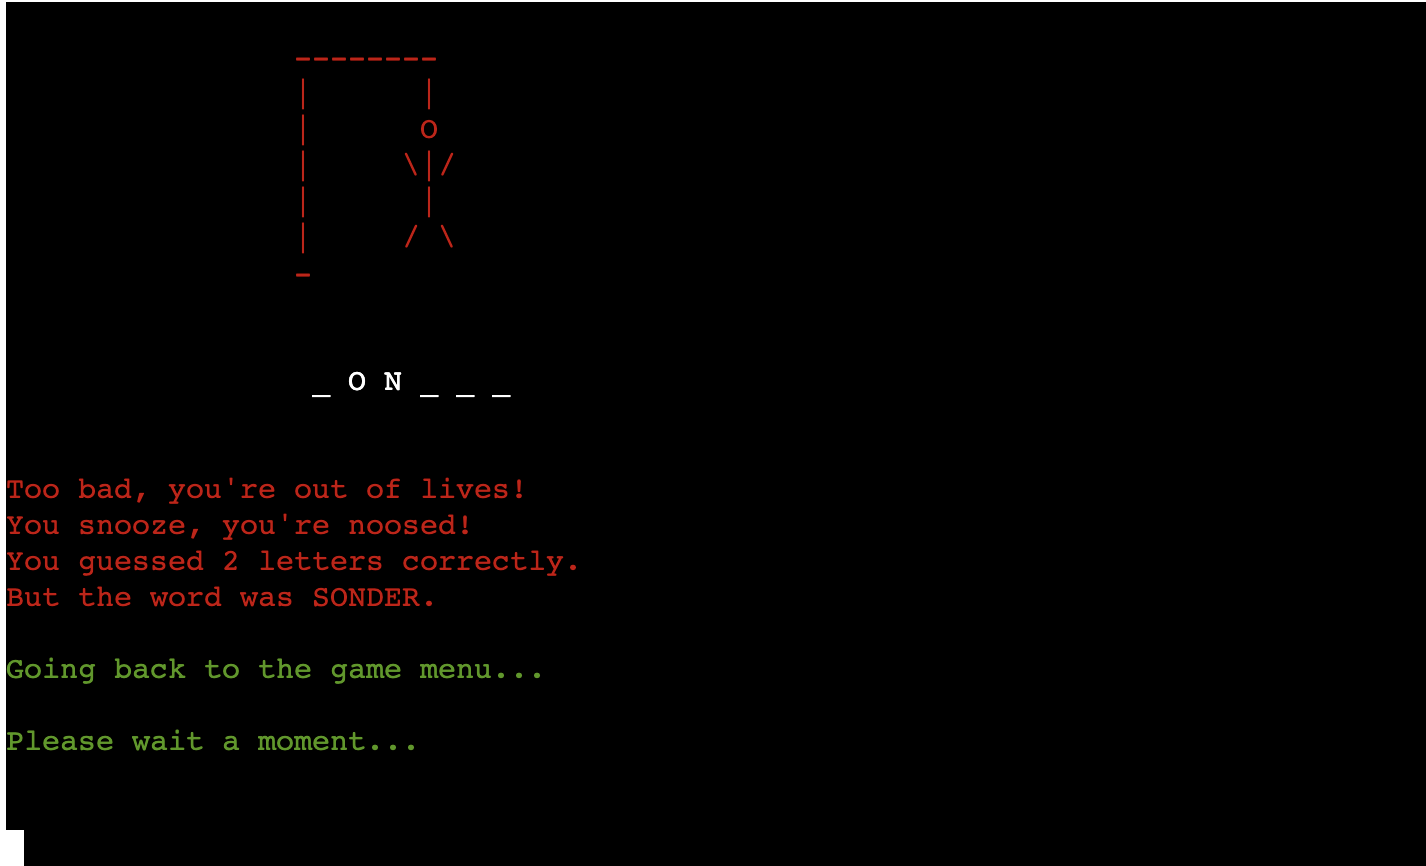 _ O N _ _ _
Too bad, you're out of lives!
You snooze, you're noosed!
You guessed 2 letters correctly.
But the word was SONDER.
Going back to the game menu...
Please wait a moment...